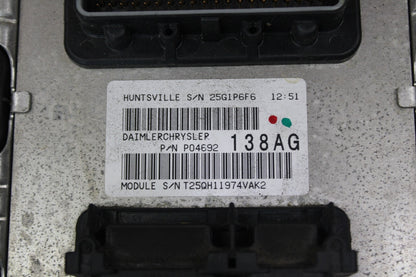 HUNTSVILLE S/N 25G1P6F6 12:51
DAIMLERCHRYSLER
P/N P04692 138AG
MODULE S/N T25QH11974VAK2